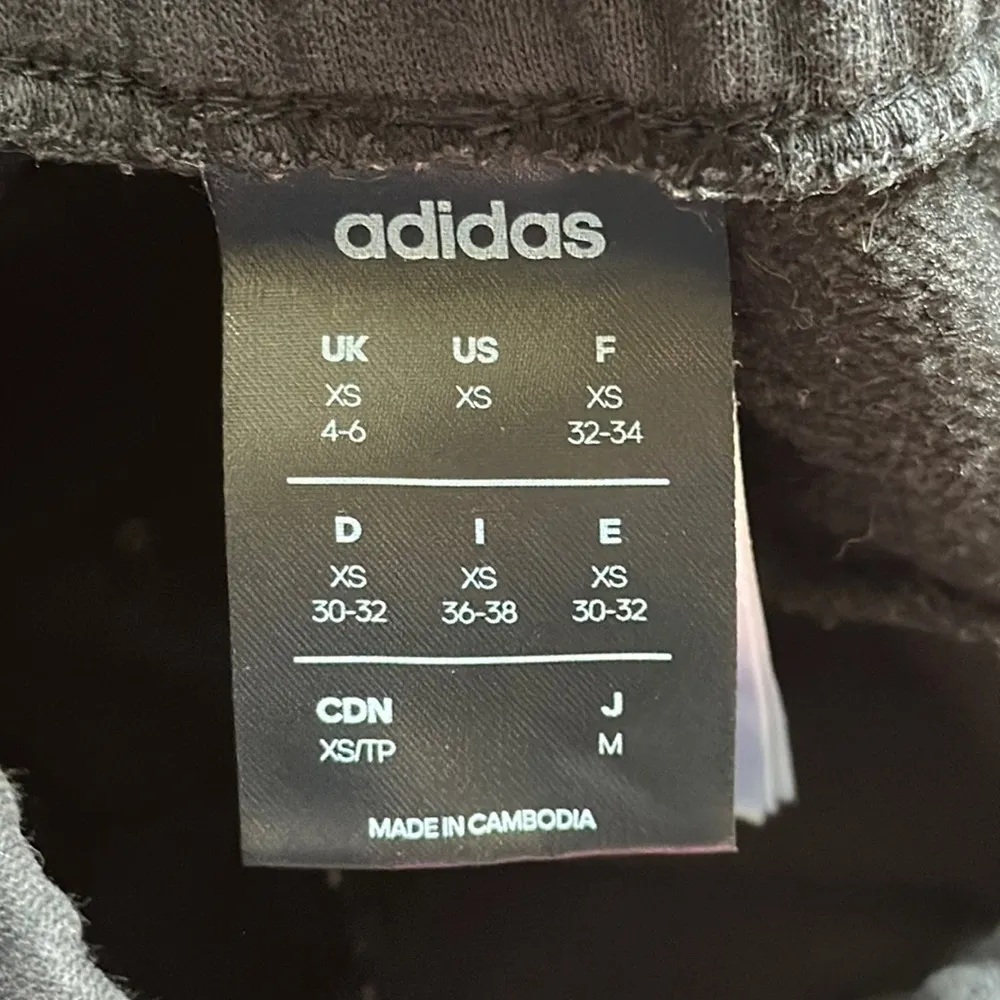 adidas
UK US F
XS XS XS
4-6 32-34
D I E
XS XS XS
30-32 36-38 30-32
CDN J
XS/TP M
MADE IN CAMBODIA